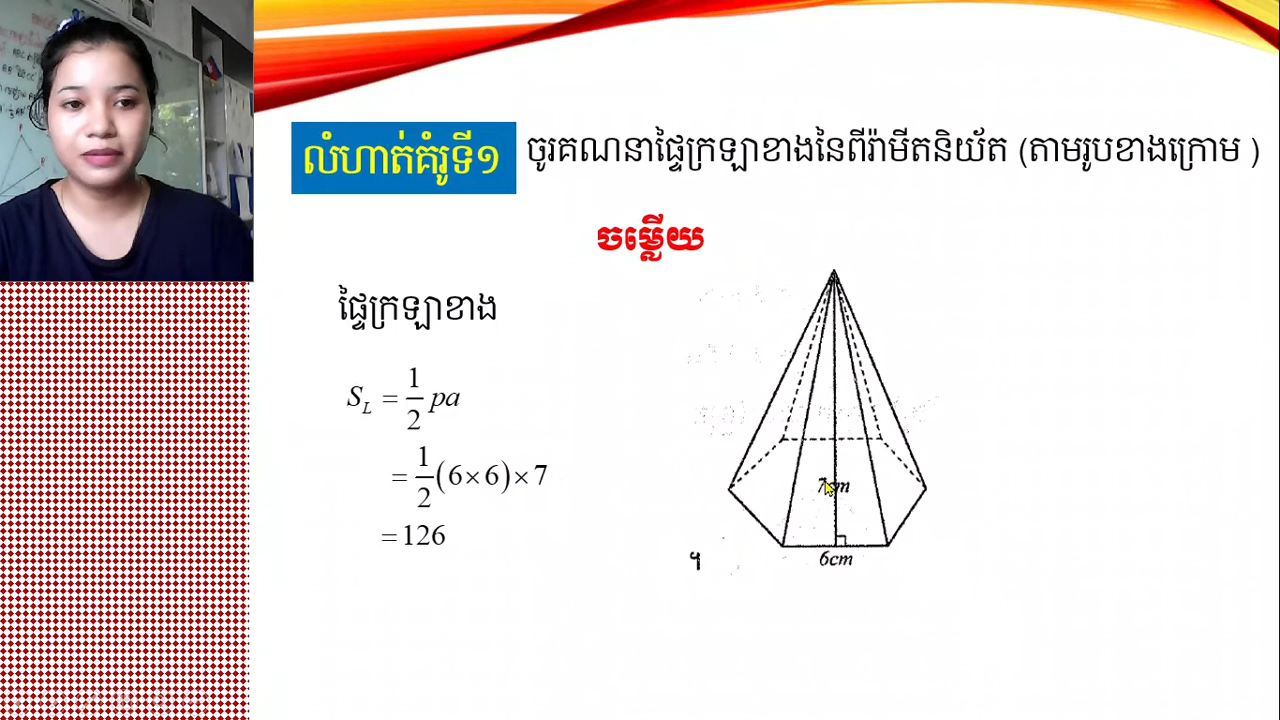 លំហាត់គំរូទី១ ចូរគណនាផ្ទៃក្រឡាខាងនៃពីរ៉ាមីតនិយ័ត (តាមរូបខាងក្រោម )
ចម្លើយ
ផ្ទៃក្រឡាខាង
S_L = 1/2 pa
= 1/2 (6×6)×7
=126
7cm
6cm
។